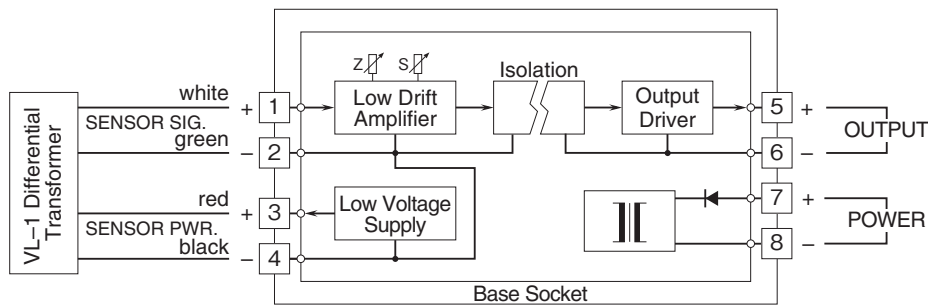 VL–1 Differential
Transformer
white
+
1
SENSOR SIG.
green
–
2
red
+
3
SENSOR PWR.
black
–
4
Z
S
Low Drift
Amplifier
Isolation
Output
Driver
Low Voltage
Supply
5
+
OUTPUT
6
–
7
+
POWER
8
–
Base Socket